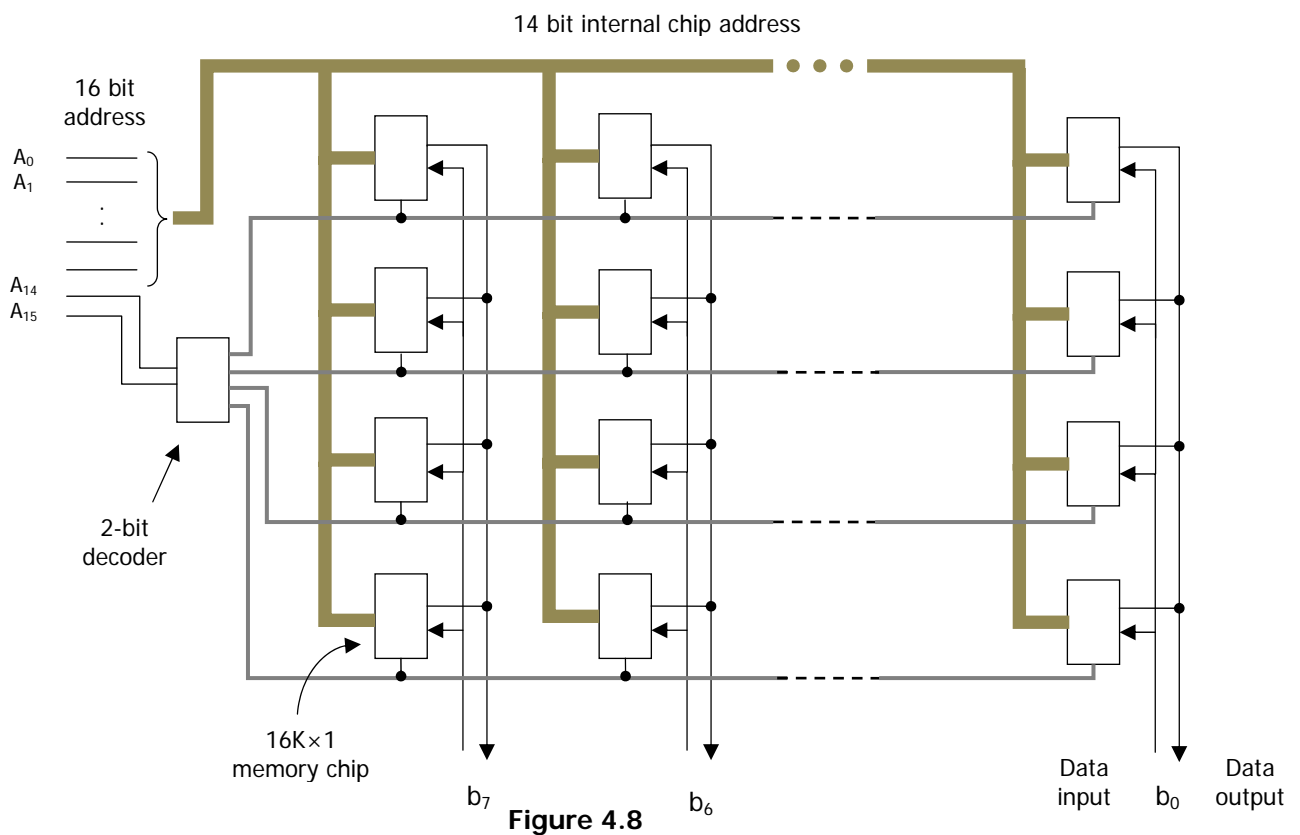 14 bit internal chip address
16 bit
address
A₀
A₁
:
A₁₄
A₁₅
2-bit
decoder
16K×1
memory chip
b₇
b₆
Data
input
b₀
Data
output
Figure 4.8